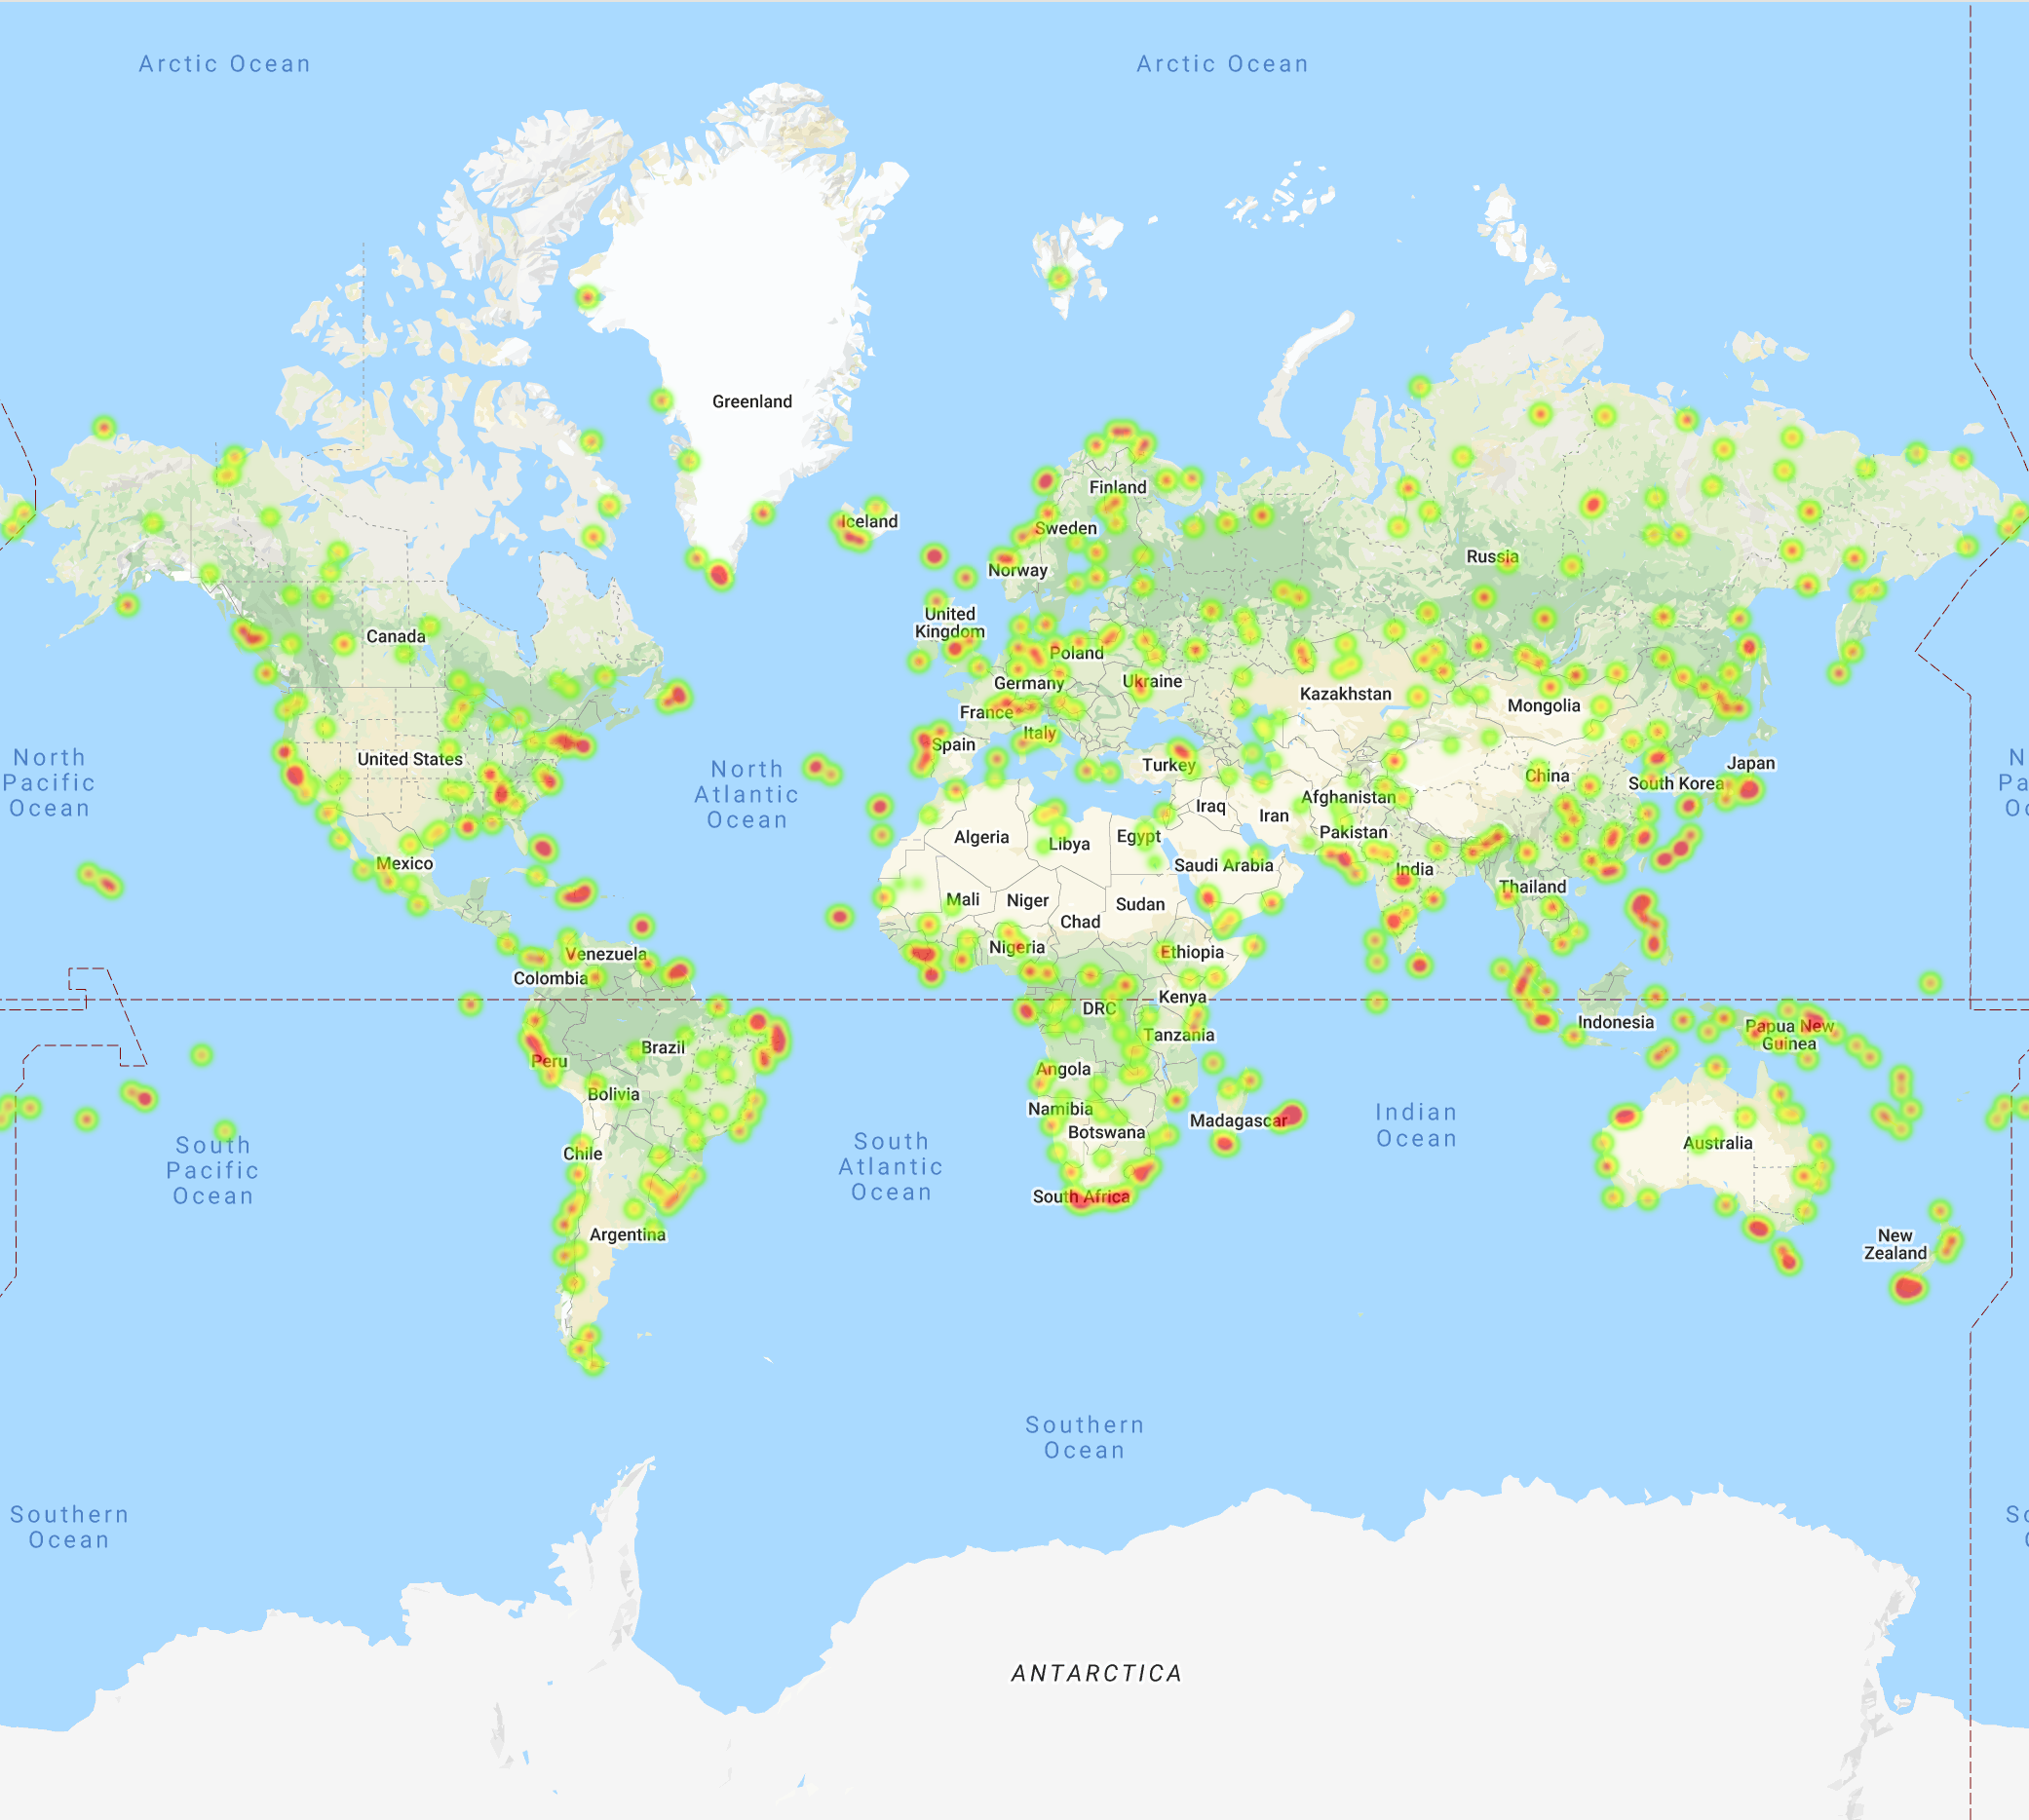 Arctic Ocean
Arctic Ocean
Greenland
Finland
Iceland
Sweden
Russia
Norway
United
Kingdom
Canada
Poland
Ukraine
Germany
Kazakhstan
Mongolia
France
Italy
Spain
North
Pacific
Ocean
United States
North
Atlantic
Ocean
Turkey
China
Japan
South Korea
N
Pa
Oc
Afghanistan
Iraq
Iran
Algeria
Libya
Egypt
Pakistan
Mexico
Saudi Arabia
India
Thailand
Mali
Niger
Sudan
Chad
Nigeria
Ethiopia
Venezuela
Colombia
Kenya
DRC
Indonesia
Papua New
Guinea
Tanzania
Brazil
Peru
Angola
Bolivia
Namibia
Madagascar
Botswana
Indian
Ocean
Australia
South
Pacific
Ocean
Chile
South
Atlantic
Ocean
South Africa
Argentina
New
Zealand
Southern
Ocean
Southern
Ocean
So
ANTARCTICA